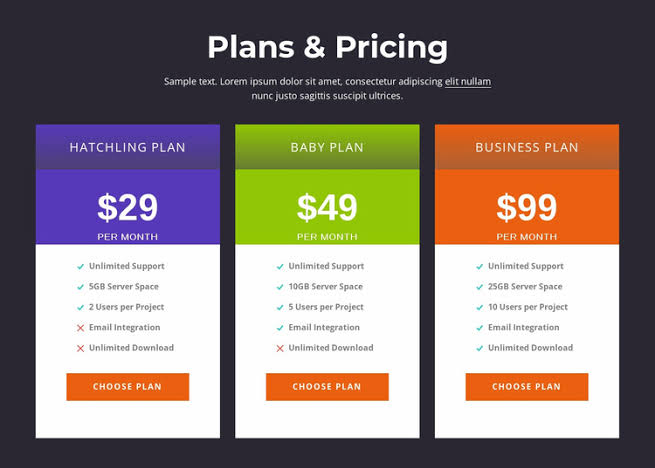 Plans & Pricing
Sample text. Lorem ipsum dolor sit amet, consectetur adipiscing elit nullam
nunc justo sagittis suscipit ultrices.
HATCHLING PLAN
$29
PER MONTH
Unlimited Support
5GB Server Space
2 Users per Project
Email Integration
Unlimited Download
CHOOSE PLAN
BABY PLAN
$49
PER MONTH
Unlimited Support
10GB Server Space
5 Users per Project
Email Integration
Unlimited Download
CHOOSE PLAN
BUSINESS PLAN
$99
PER MONTH
Unlimited Support
25GB Server Space
10 Users per Project
Email Integration
Unlimited Download
CHOOSE PLAN